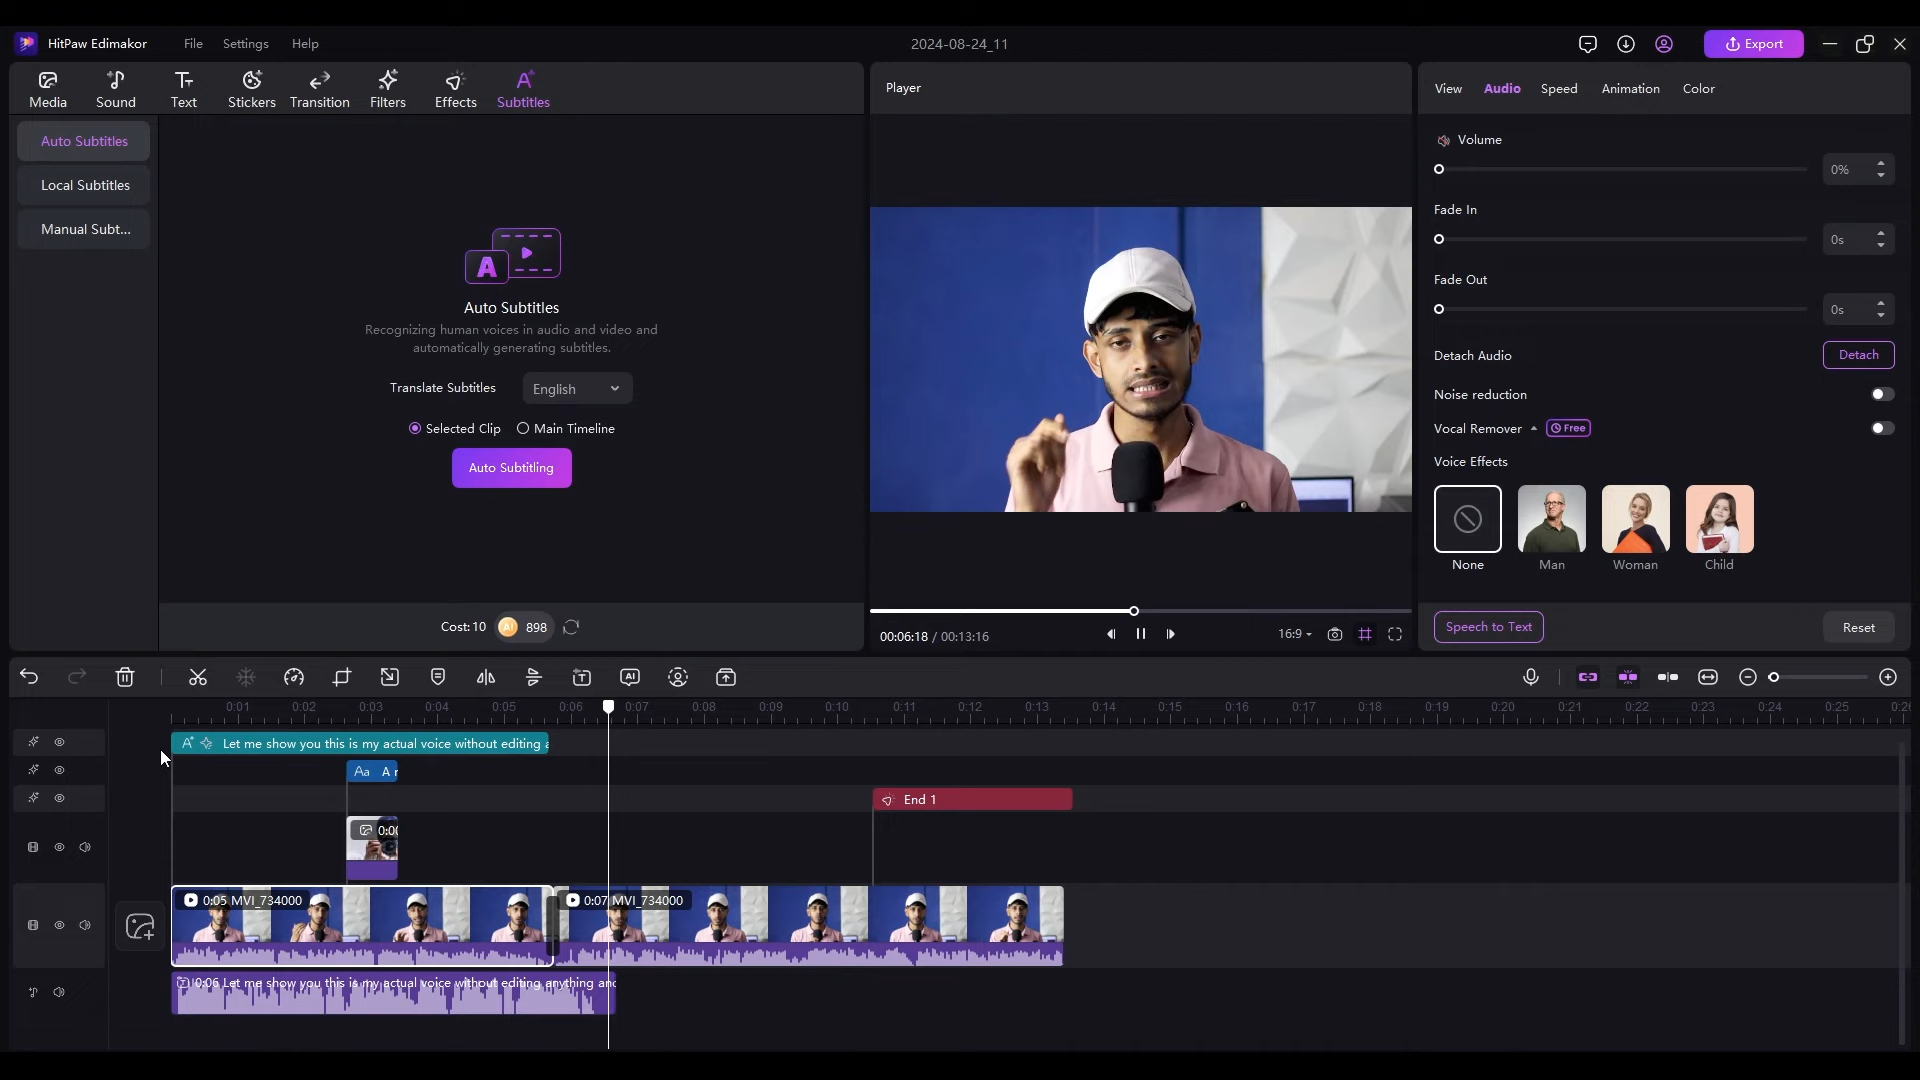 HitPaw Edimakor
File
Settings
Help
2024-08-24_11
Export
Media
Sound
Text
Stickers
Transition
Filters
Effects
Subtitles
Player
View
Audio
Speed
Animation
Color
Auto Subtitles
Local Subtitles
Manual Subt...
A
Auto Subtitles
Recognizing human voices in audio and video and
automatically generating subtitles.
Translate Subtitles
English
Selected Clip
Main Timeline
Auto Subtitling
Cost:10
AI
898
00:06:18 / 00:13:16
16:9
Volume
0%
Fade In
0s
Fade Out
0s
Detach Audio
Detach
Noise reduction
Vocal Remover
Free
Voice Effects
None
Man
Woman
Child
Speech to Text
Reset
AI
0:01 0:02 0:03 0:04 0:05 0:06 0:07 0:08 0:09 0:10 0:11 0:12 0:13 0:14 0:15 0:16 0:17 0:18 0:19 0:20 0:21 0:22 0:23 0:24 0:25
Let me show you this is my actual voice without editing
Aa A
End 1
0:05 MVI_734000
0:07 MVI_734000
0:06 Let me show you this is my actual voice without editing anything